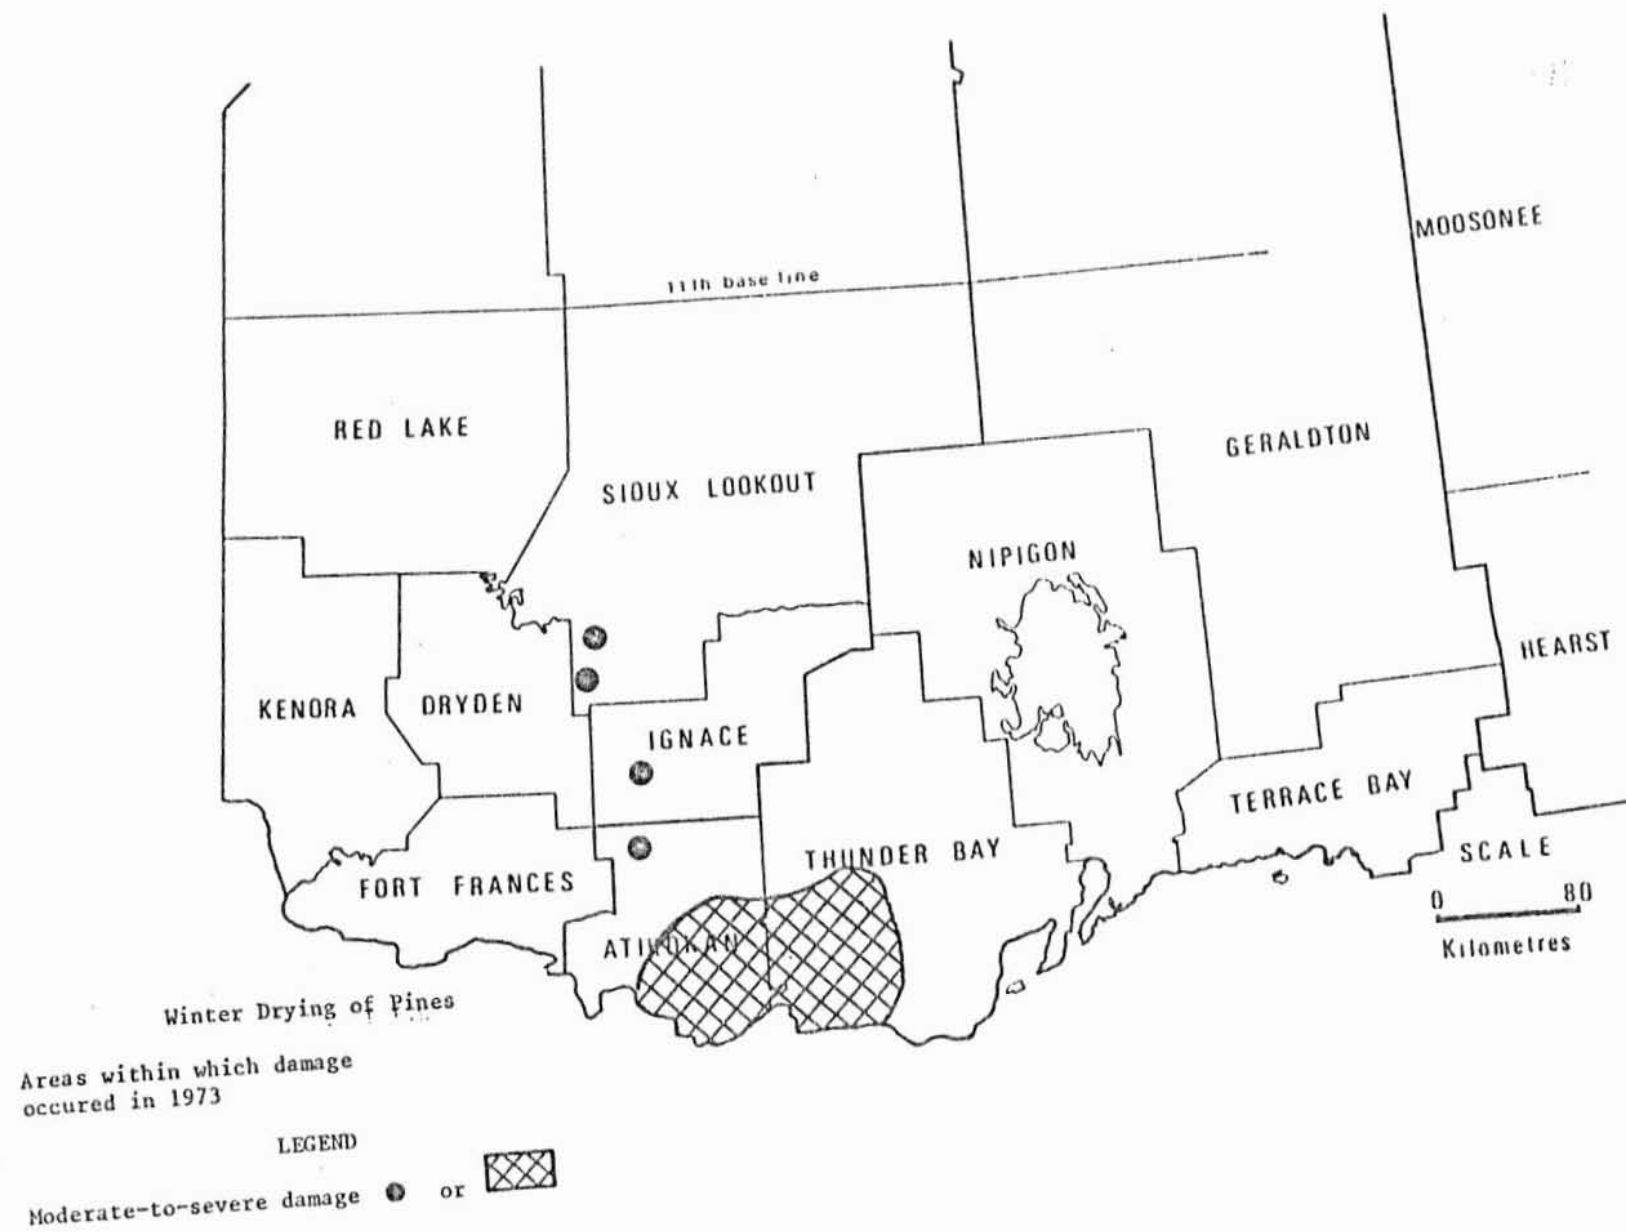 11th base line
MOOSONEE
RED LAKE
SIOUX LOOKOUT
GERALDTON
NIPIGON
HEARST
KENORA
DRYDEN
IGNACE
TERRACE BAY
THUNDER BAY
FORT FRANCES
ATIKOKAN
SCALE
0 80
Kilometres
Winter Drying of Pines
Areas within which damage
occured in 1973
LEGEND
Moderate-to-severe damage or